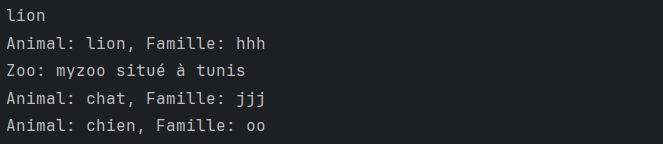 lion
Animal: lion, Famille: hhh
Zoo: myzoo situé à tunis
Animal: chat, Famille: jjj
Animal: chien, Famille: oo